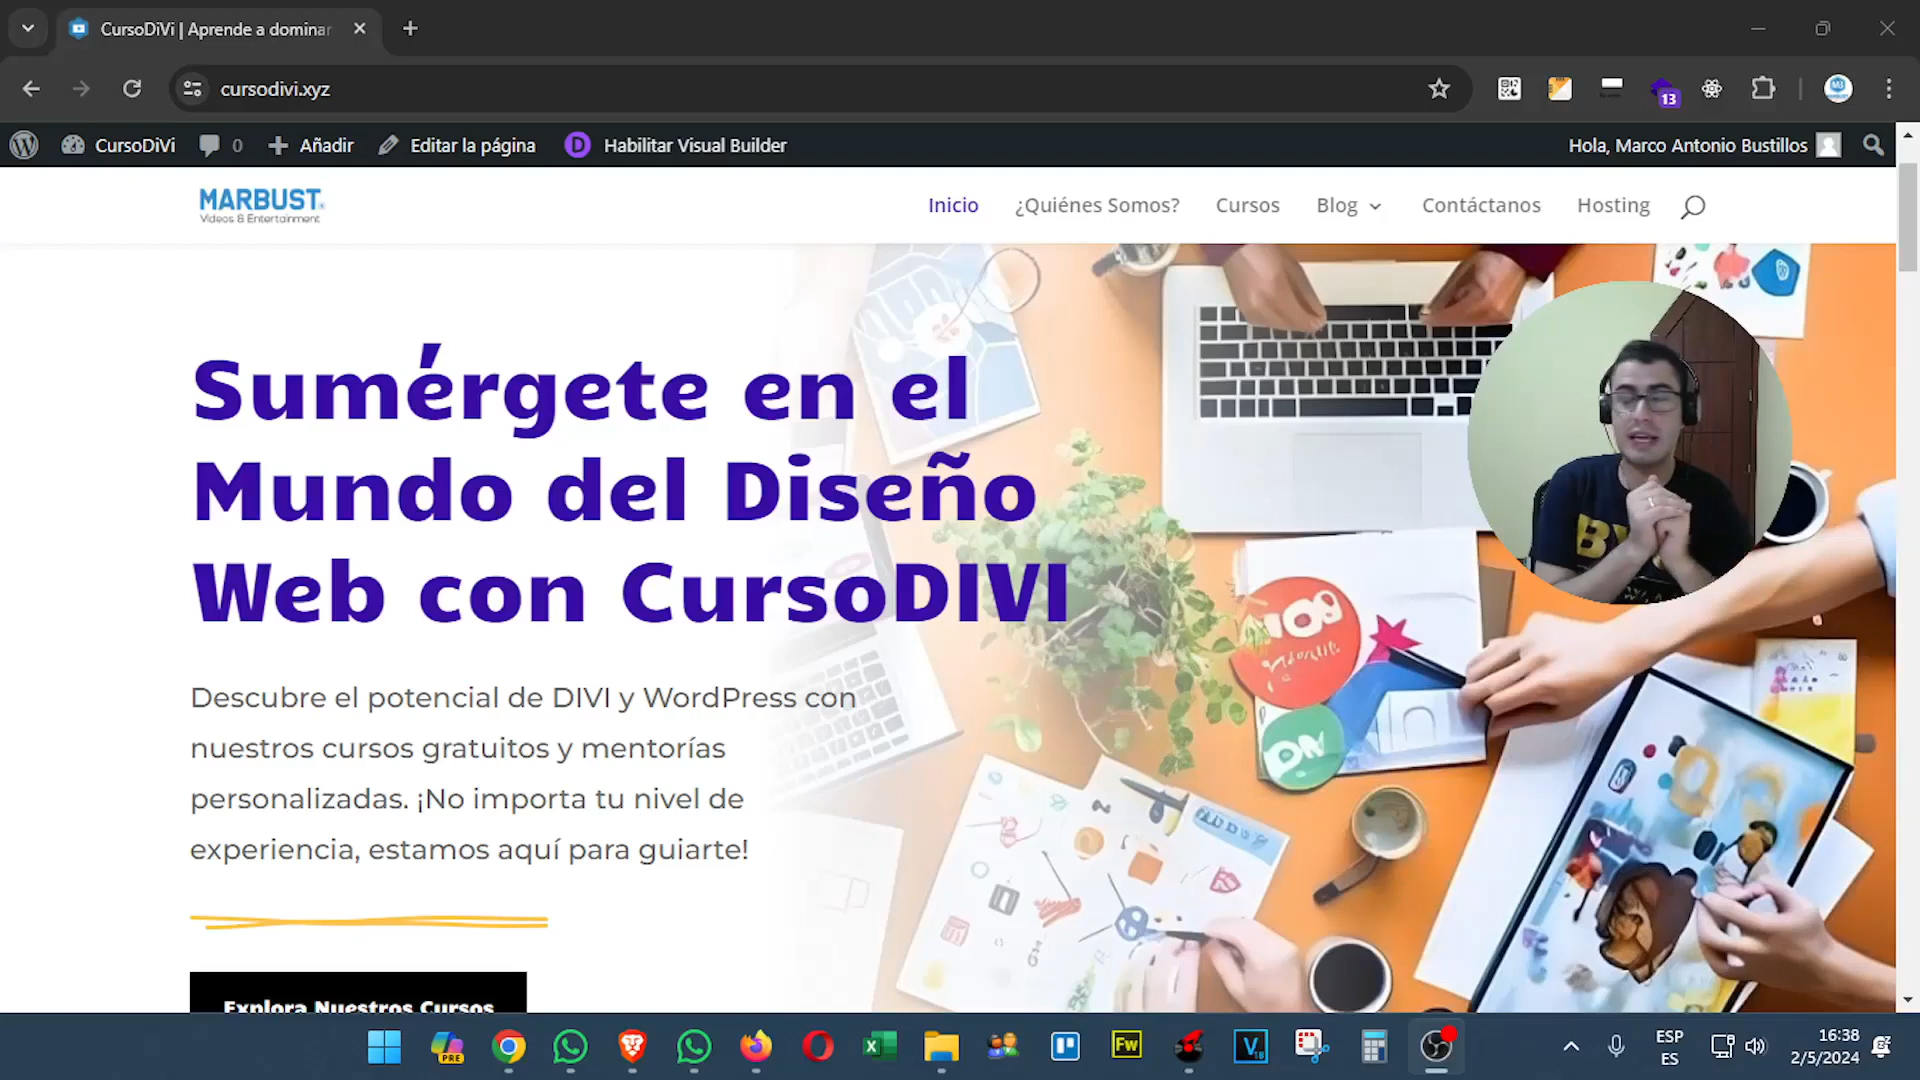 CursoDiVi | Aprende a dominar
cursodivi.xyz
13
CursoDiVi
0
Añadir
Editar la página
D
Habilitar Visual Builder
Hola, Marco Antonio Bustillos
MARBUST
Videos & Entertainment
Inicio
¿Quiénes Somos?
Cursos
Blog
Contáctanos
Hosting
Sumérgete en el
Mundo del Diseño
Web con CursoDIVI
Descubre el potencial de DIVI y WordPress con
nuestros cursos gratuitos y mentorías
personalizadas. ¡No importa tu nivel de
experiencia, estamos aquí para guiarte!
Explora Nuestros Cursos
PRE
Fw
ESP
ES
16:38
2/5/2024